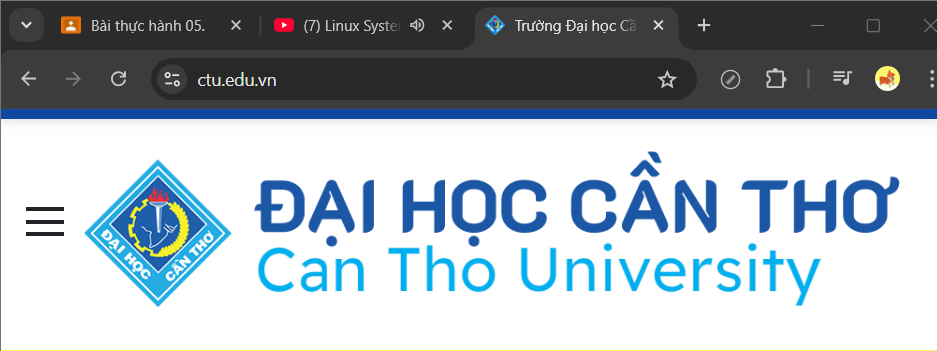 Bài thực hành 05.
(7) Linux Syster
Trường Đại học Cầ
ctu.edu.vn
ĐẠI HỌC CẦN THƠ
Can Tho University
ĐẠI HỌC CẦN THƠ